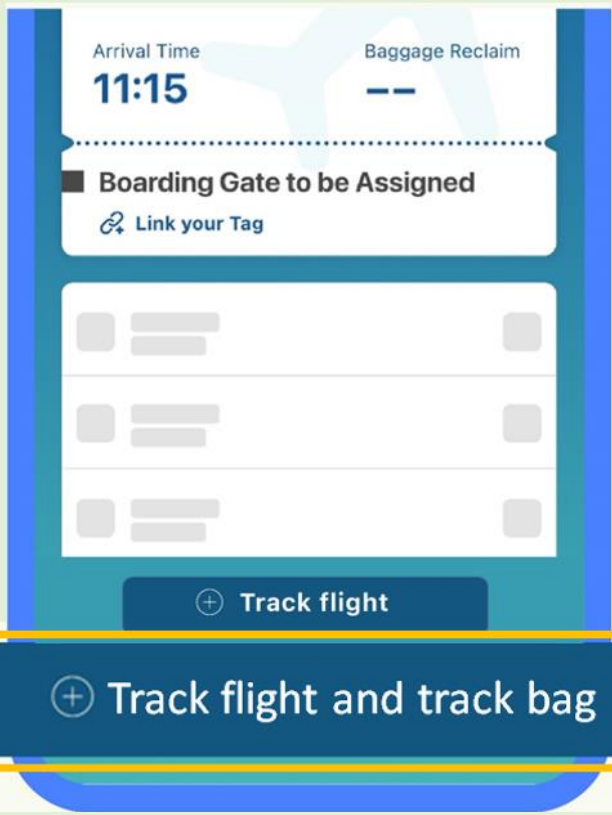 Arrival Time
Baggage Reclaim
11:15
--
Boarding Gate to be Assigned
Link your Tag
Track flight
Track flight and track bag